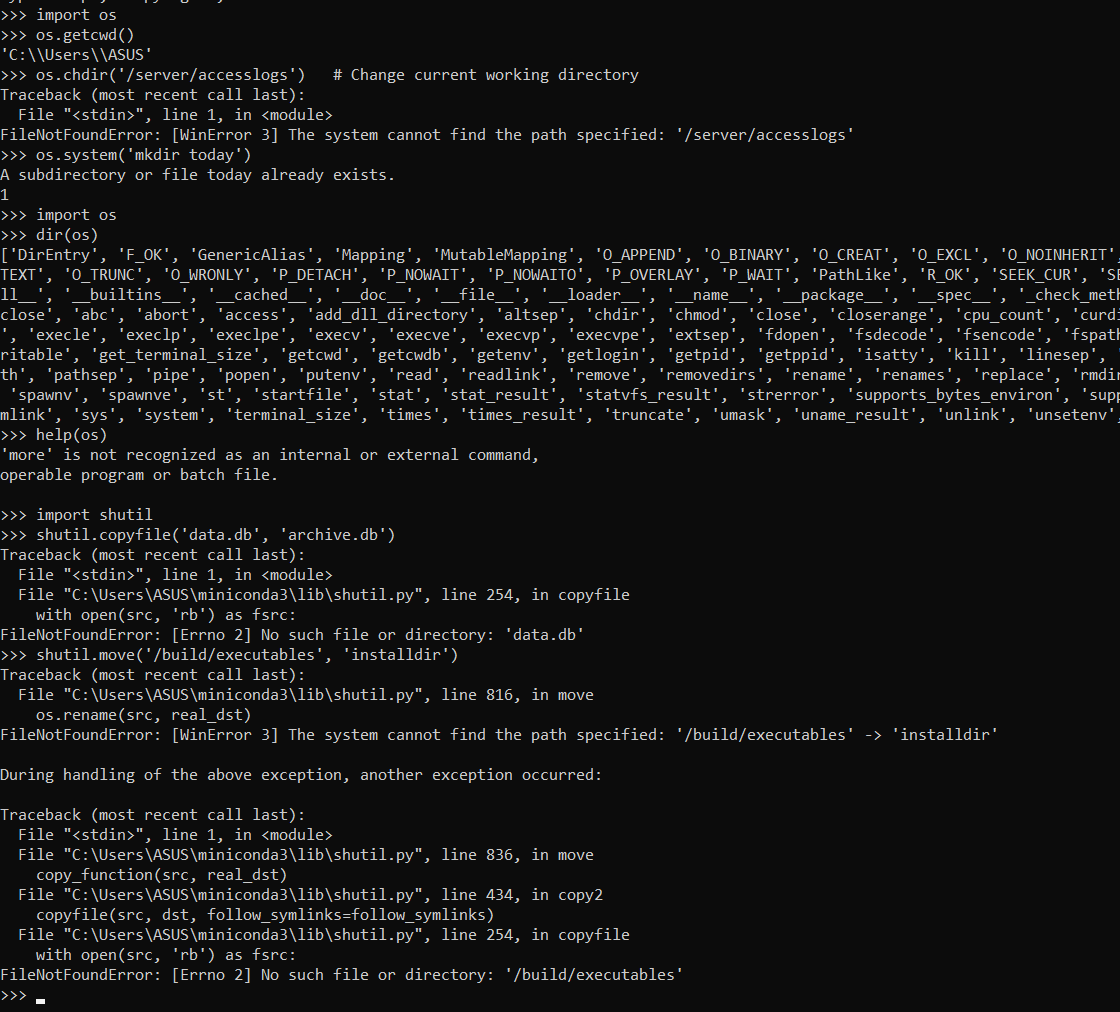 >>> import os
>>> os.getcwd()
'C:\\Users\\ASUS'
>>> os.chdir('/server/accesslogs')   # Change current working directory
Traceback (most recent call last):
  File "<stdin>", line 1, in <module>
FileNotFoundError: [WinError 3] The system cannot find the path specified: '/server/accesslogs'
>>> os.system('mkdir today')
A subdirectory or file today already exists.
1
>>> import os
>>> dir(os)
['DirEntry', 'F_OK', 'GenericAlias', 'Mapping', 'MutableMapping', 'O_APPEND', 'O_BINARY', 'O_CREAT', 'O_EXCL', 'O_NOINHERIT',
TEXT', 'O_TRUNC', 'O_WRONLY', 'P_DETACH', 'P_NOWAIT', 'P_NOWAITO', 'P_OVERLAY', 'P_WAIT', 'PathLike', 'R_OK', 'SEEK_CUR', 'SE
ll__', '__builtins__', '__cached__', '__doc__', '__file__', '__loader__', '__name__', '__package__', '__spec__', '_check_meth
close', 'abc', 'abort', 'access', 'add_dll_directory', 'altsep', 'chdir', 'chmod', 'close', 'closerange', 'cpu_count', 'curdi
', 'execle', 'execlp', 'execlpe', 'execv', 'execve', 'execvp', 'execvpe', 'extsep', 'fdopen', 'fsdecode', 'fsencode', 'fspath
ritable', 'get_terminal_size', 'getcwd', 'getcwdb', 'getenv', 'getlogin', 'getpid', 'getppid', 'isatty', 'kill', 'linesep', '
th', 'pathsep', 'pipe', 'popen', 'putenv', 'read', 'readlink', 'remove', 'removedirs', 'rename', 'renames', 'replace', 'rmdir
 'spawnv', 'spawnve', 'st', 'startfile', 'stat', 'stat_result', 'statvfs_result', 'strerror', 'supports_bytes_environ', 'supp
mlink', 'sys', 'system', 'terminal_size', 'times', 'times_result', 'truncate', 'umask', 'uname_result', 'unlink', 'unsetenv',
>>> help(os)
'more' is not recognized as an internal or external command,
operable program or batch file.

>>> import shutil
>>> shutil.copyfile('data.db', 'archive.db')
Traceback (most recent call last):
  File "<stdin>", line 1, in <module>
  File "C:\Users\ASUS\miniconda3\lib\shutil.py", line 254, in copyfile
    with open(src, 'rb') as fsrc:
FileNotFoundError: [Errno 2] No such file or directory: 'data.db'
>>> shutil.move('/build/executables', 'installdir')
Traceback (most recent call last):
  File "C:\Users\ASUS\miniconda3\lib\shutil.py", line 816, in move
    os.rename(src, real_dst)
FileNotFoundError: [WinError 3] The system cannot find the path specified: '/build/executables' -> 'installdir'

During handling of the above exception, another exception occurred:

Traceback (most recent call last):
  File "<stdin>", line 1, in <module>
  File "C:\Users\ASUS\miniconda3\lib\shutil.py", line 836, in move
    copy_function(src, real_dst)
  File "C:\Users\ASUS\miniconda3\lib\shutil.py", line 434, in copy2
    copyfile(src, dst, follow_symlinks=follow_symlinks)
  File "C:\Users\ASUS\miniconda3\lib\shutil.py", line 254, in copyfile
    with open(src, 'rb') as fsrc:
FileNotFoundError: [Errno 2] No such file or directory: '/build/executables'
>>>